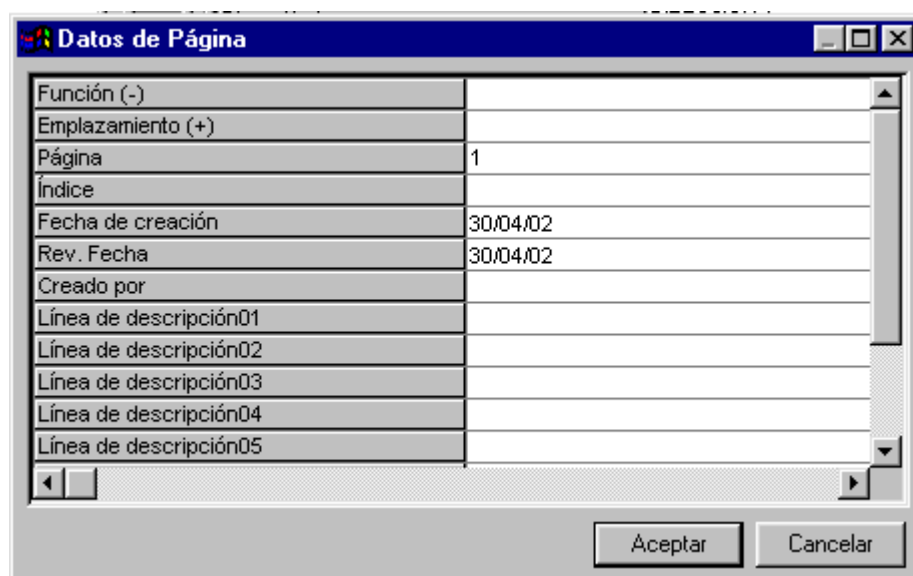 Datos de Página
Función (-)
Emplazamiento (+)
Página 1
Índice
Fecha de creación 30/04/02
Rev. Fecha 30/04/02
Creado por
Línea de descripción01
Línea de descripción02
Línea de descripción03
Línea de descripción04
Línea de descripción05
Aceptar Cancelar